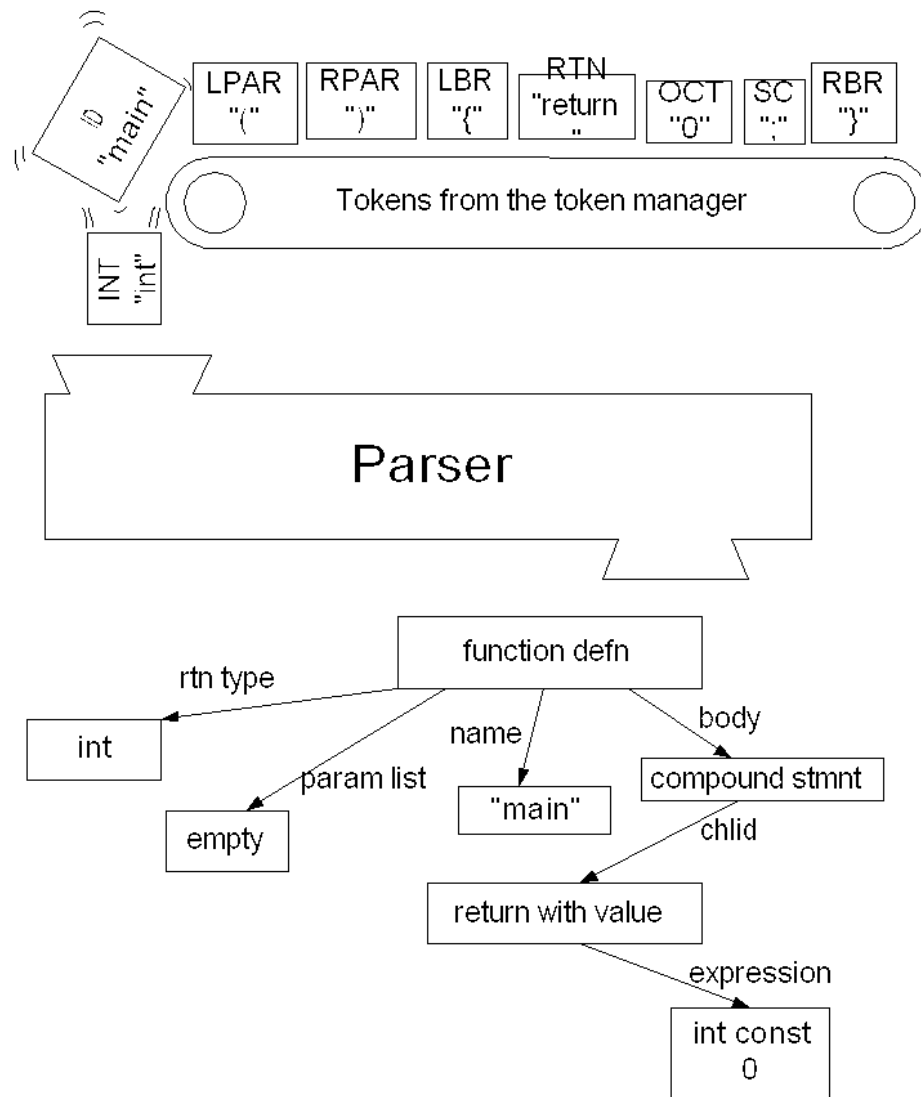 ID
"main"
LPAR
"("
RPAR
")"
LBR
"{"
RTN
"return
"
OCT
"0"
SC
";"
RBR
"}"
Tokens from the token manager
INT
"int"
Parser
function defn
rtn type
int
param list
empty
name
"main"
body
compound stmnt
chlid
return with value
expression
int const
0